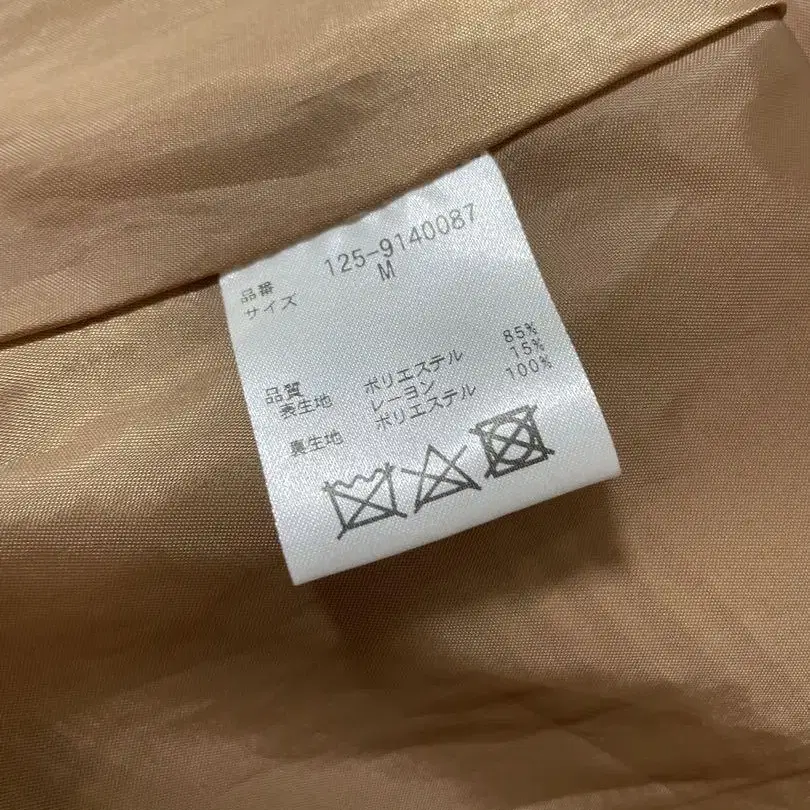 品番 125-9140087
サイズ M
品質
表生地 ポリエステル 85%
レーヨン 15%
裏生地 ポリエステル 100%